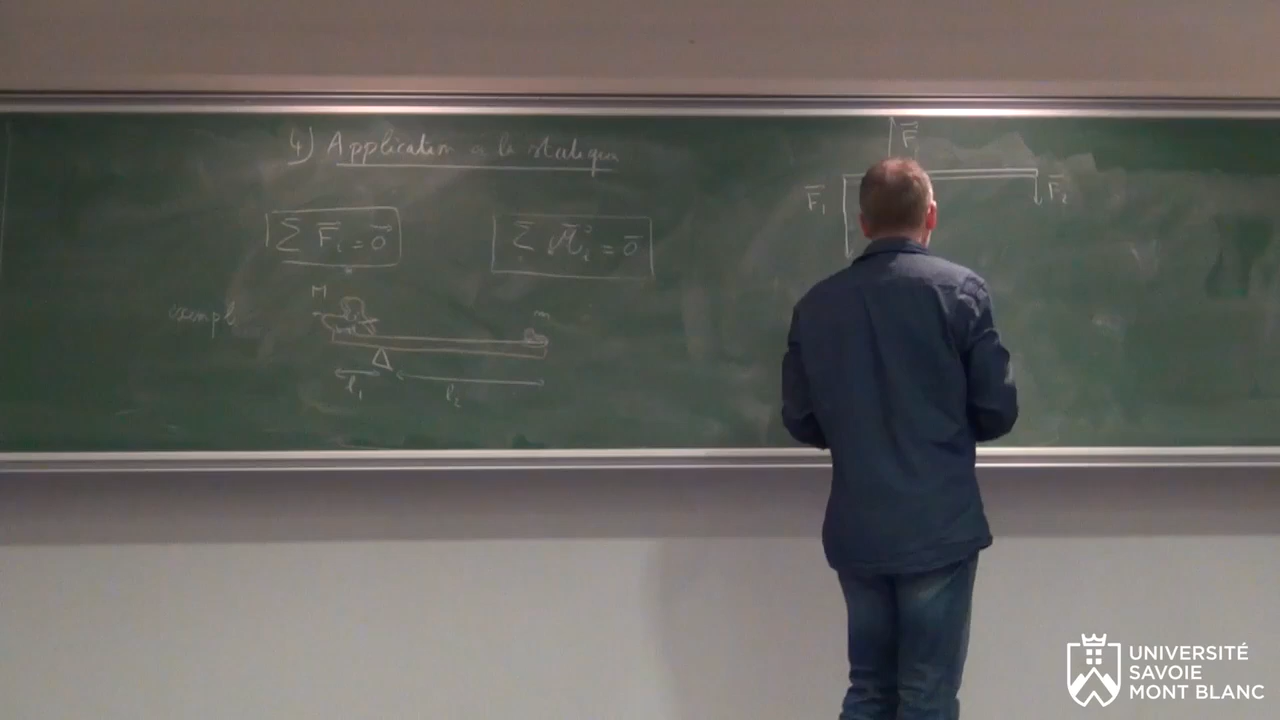 4) Application à la statique
∑ F⃗ᵢ = 0⃗
∑ M⃗ᵢ° = 0⃗
exemple
M
m
Δ
l₁
l₂
F⃗
F⃗₁
F⃗₂
UNIVERSITÉ
SAVOIE
MONT BLANC